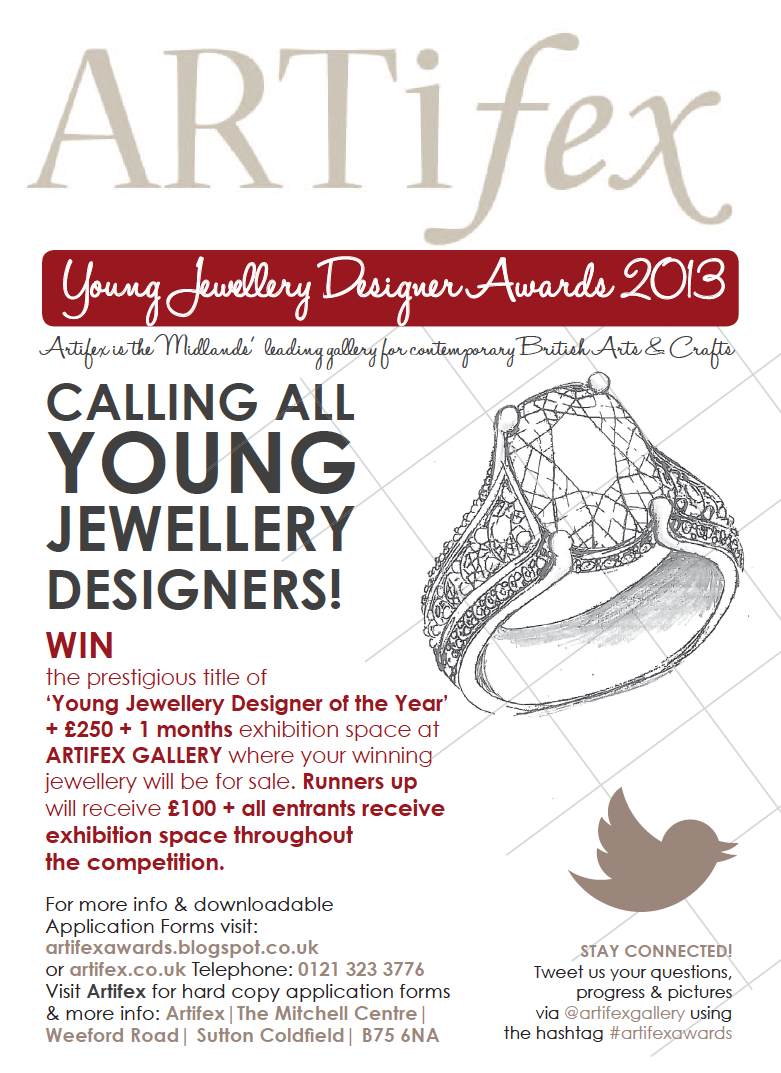 ARTifex
Young Jewellery Designer Awards 2013
Artifex is the Midlands' leading gallery for contemporary British Arts & Crafts
CALLING ALL
YOUNG
JEWELLERY
DESIGNERS!
WIN
the prestigious title of
‘Young Jewellery Designer of the Year’
+ £250 + 1 months exhibition space at
ARTIFEX GALLERY where your winning
jewellery will be for sale. Runners up
will receive £100 + all entrants receive
exhibition space throughout
the competition.
For more info & downloadable
Application Forms visit:
artifexawards.blogspot.co.uk
or artifex.co.uk Telephone: 0121 323 3776
Visit Artifex for hard copy application forms
& more info: Artifex|The Mitchell Centre|
Weeford Road| Sutton Coldfield| B75 6NA
STAY CONNECTED!
Tweet us your questions,
progress & pictures
via @artifexgallery using
the hashtag #artifexawards